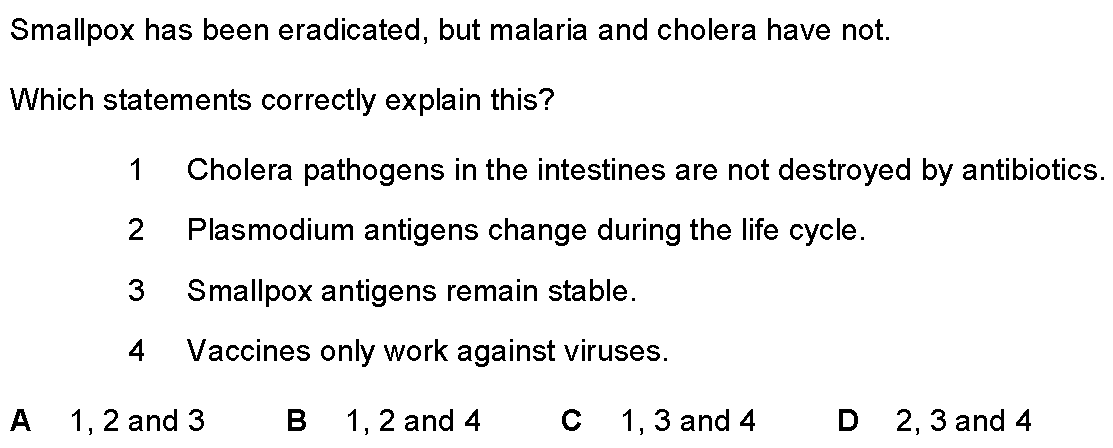 Smallpox has been eradicated, but malaria and cholera have not.
Which statements correctly explain this?
1 Cholera pathogens in the intestines are not destroyed by antibiotics.
2 Plasmodium antigens change during the life cycle.
3 Smallpox antigens remain stable.
4 Vaccines only work against viruses.
A 1, 2 and 3 B 1, 2 and 4 C 1, 3 and 4 D 2, 3 and 4